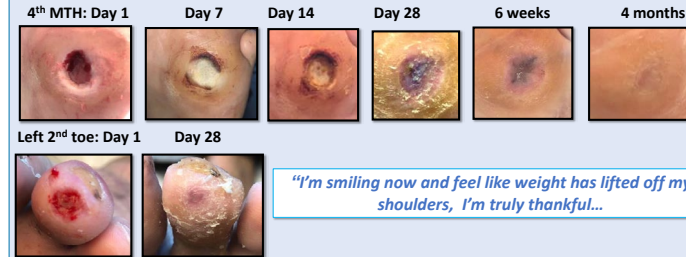 4th MTH: Day 1 Day 7 Day 14 Day 28 6 weeks 4 months
Left 2nd toe: Day 1 Day 28
“I’m smiling now and feel like weight has lifted off my
shoulders, I’m truly thankful…